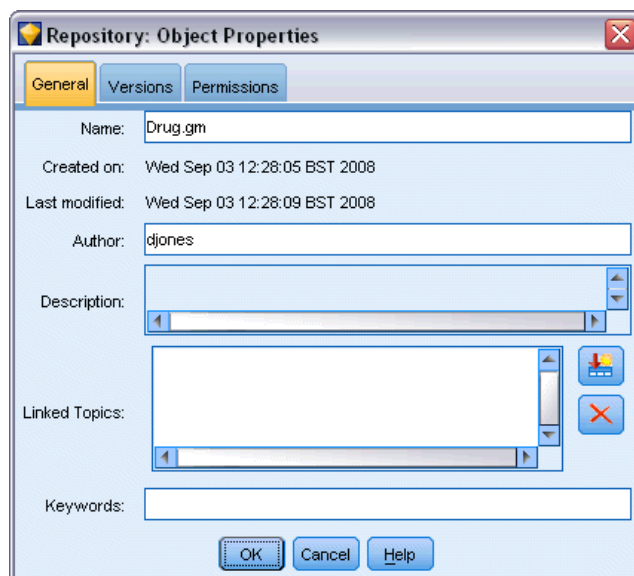 Repository: Object Properties
General Versions Permissions
Name: Drug.gm
Created on: Wed Sep 03 12:28:05 BST 2008
Last modified: Wed Sep 03 12:28:09 BST 2008
Author: djones
Description:
Linked Topics:
Keywords:
OK Cancel Help